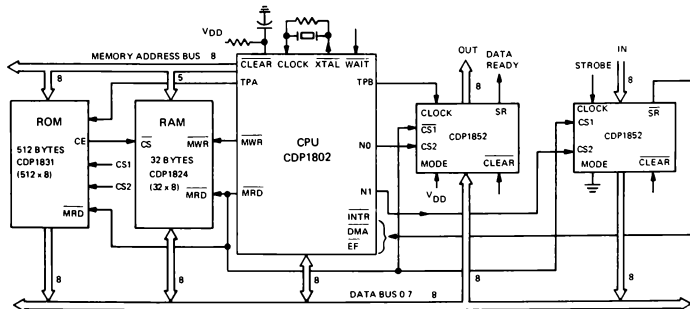 VDD
OUT
DATA
READY
IN
STROBE
MEMORY ADDRESS BUS 8
CLEAR CLOCK XTAL WAIT
8
5
TPA
TPB
8
8
ROM
512 BYTES
CDP1831
(512 x 8)
CE
CS1
CS2
MRD
RAM
CS
MWR
32 BYTES
CDP1824
(32 x 8)
MRD
CPU
CDP1802
MWR
MRD
N0
N1
INTR
DMA
EF
CLOCK SR
CS1
CDP1852
CS2
MODE CLEAR
VDD
CLOCK SR
CS1
CDP1852
CS2
MODE CLEAR
8
8
8
8
8
DATA BUS 0 7 8